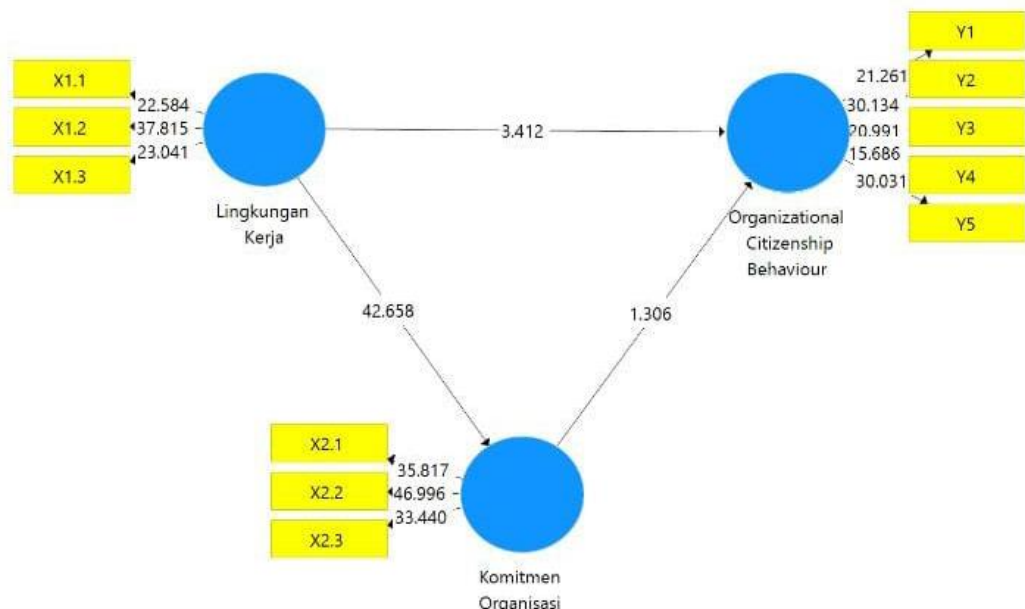 X1.1
X1.2
X1.3
22.584
37.815
23.041
Lingkungan
Kerja
3.412
Y1
Y2
Y3
Y4
Y5
21.261
30.134
20.991
15.686
30.031
Organizational
Citizenship
Behaviour
42.658
1.306
X2.1
X2.2
X2.3
35.817
46.996
33.440
Komitmen
Organisasi